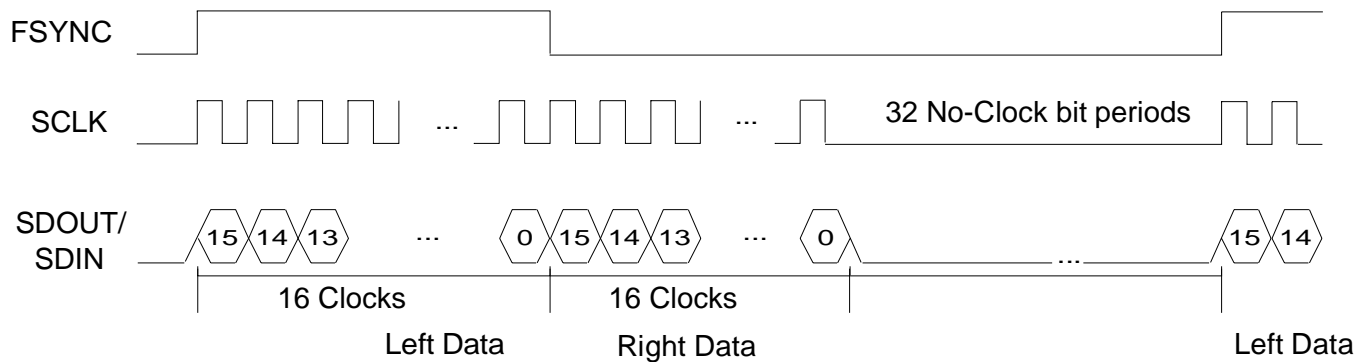 FSYNC
SCLK
...
...
32 No-Clock bit periods
SDOUT/
SDIN
15 14 13 ... 0 15 14 13 ... 0 ... 15 14
16 Clocks
16 Clocks
Left Data
Right Data
Left Data